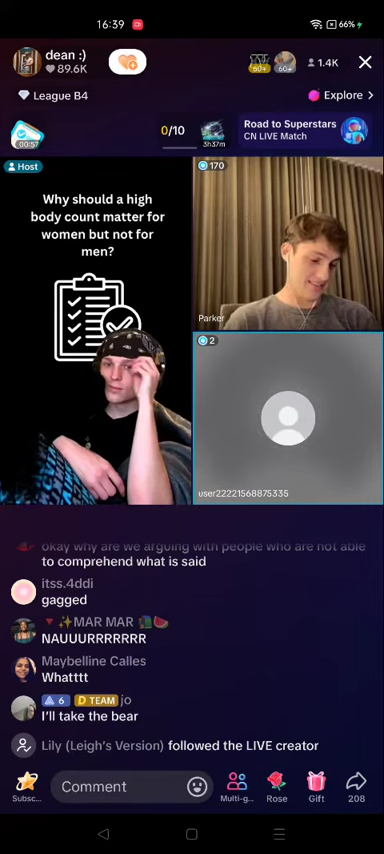 16:39
66%
dean :)
89.6K
60+
60+
1.4K
League B4
Explore >
00:57
0/10
3h37m
Road to Superstars
CN LIVE Match
Host
Why should a high
body count matter for
women but not for
men?
170
Parker
2
user22221568875335
okay why are we arguing with people who are not able
to comprehend what is said
itss.4ddi
gagged
MAR MAR
NAUUURRRRRRR
Maybelline Calles
Whatttt
6 D TEAM jo
I'll take the bear
Lily (Leigh's Version) followed the LIVE creator
Subsc...
Comment
Multi-g...
Rose
Gift
208